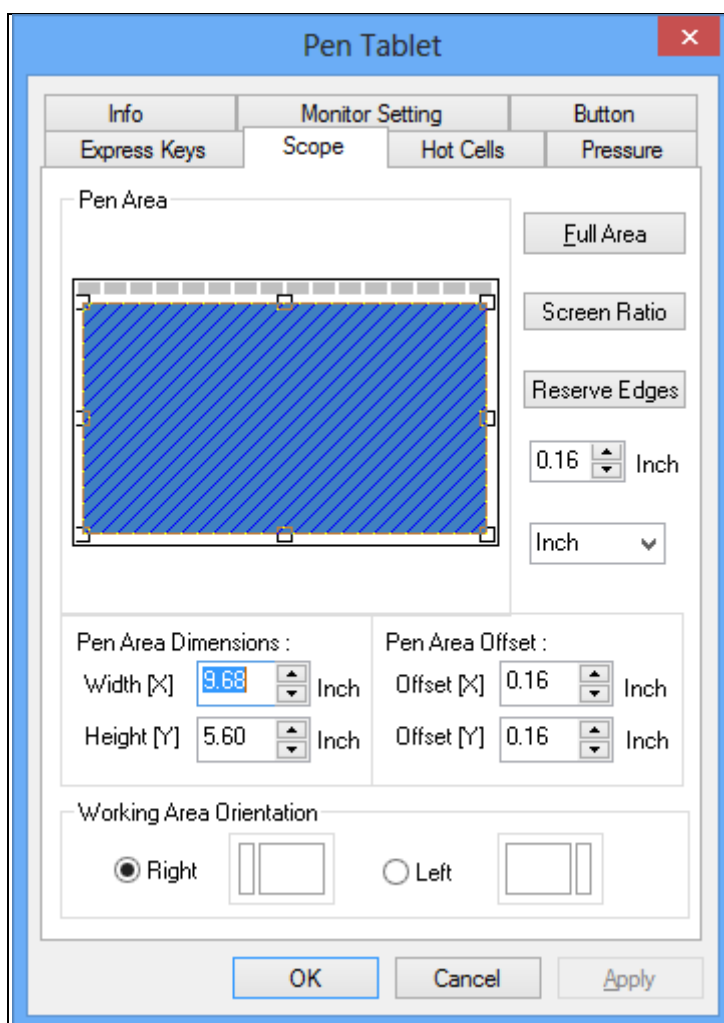 Pen Tablet
Info Monitor Setting Button
Express Keys Scope Hot Cells Pressure
Pen Area
Full Area
Screen Ratio
Reserve Edges
0.16 Inch
Inch
Pen Area Dimensions : Pen Area Offset :
Width [X] 9.68 Inch Offset [X] 0.16 Inch
Height [Y] 5.60 Inch Offset [Y] 0.16 Inch
Working Area Orientation
Right Left
OK Cancel Apply